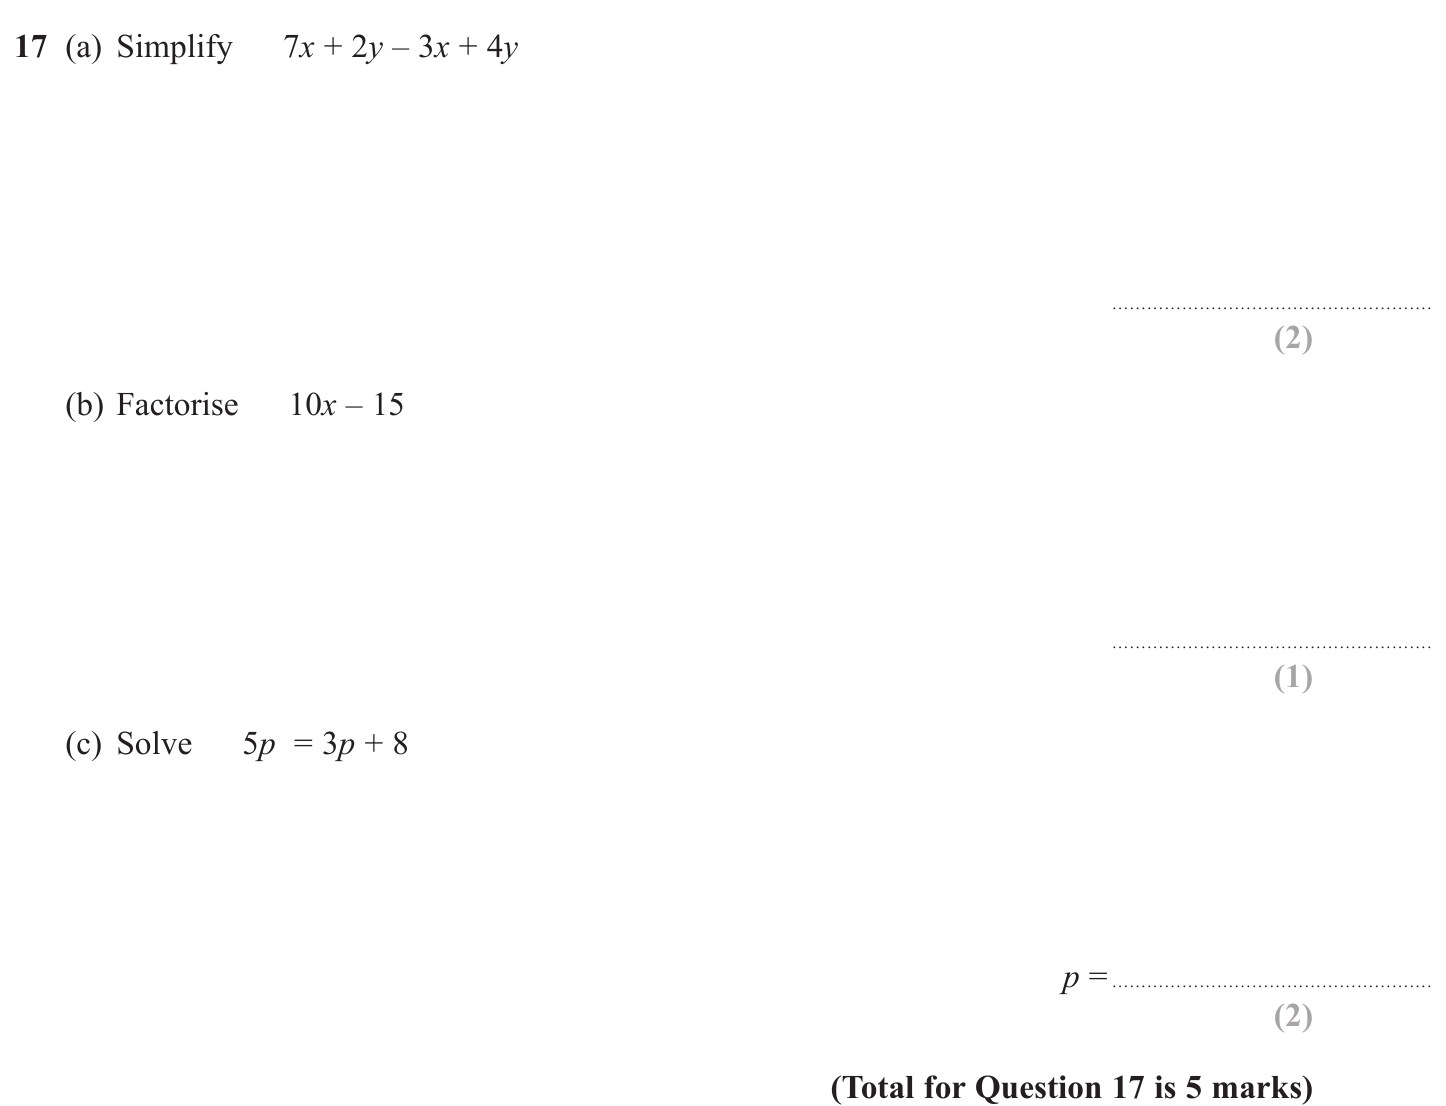 17 (a) Simplify 7x + 2y – 3x + 4y
(2)
(b) Factorise 10x – 15
(1)
(c) Solve 5p = 3p + 8
p =
(2)
(Total for Question 17 is 5 marks)